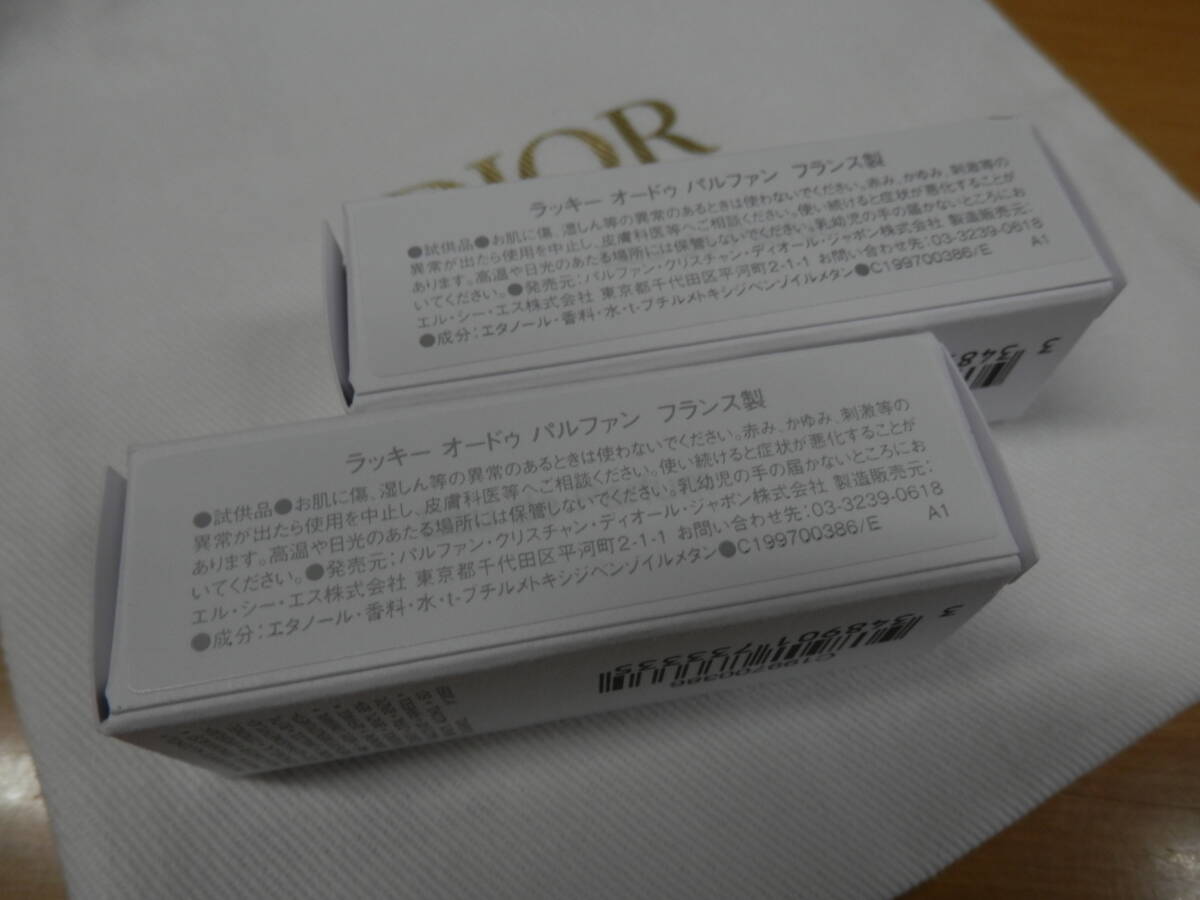 DIOR
ラッキー オードゥ パルファン フランス製
●試供品●お肌に傷、湿しん等の異常のあるときは使わないでください。赤み、かゆみ、刺激等の
異常が出たら使用を中止し、皮膚科医等へご相談ください。使い続けると症状が悪化することが
あります。高温や日光のあたる場所には保管しないでください。乳幼児の手の届かないところにお
いてください。●発売元:パルファン・クリスチャン・ディオール・ジャポン株式会社 製造販売元:
エル・シー・エス株式会社 東京都千代田区平河町2-1-1 お問い合わせ先:03-3239-0618
●成分:エタノール・香料・水・t-ブチルメトキシジベンゾイルメタン●C199700386/E A1
3 348
ラッキー オードゥ パルファン フランス製
●試供品●お肌に傷、湿しん等の異常のあるときは使わないでください。赤み、かゆみ、刺激等の
異常が出たら使用を中止し、皮膚科医等へご相談ください。使い続けると症状が悪化することが
あります。高温や日光のあたる場所には保管しないでください。乳幼児の手の届かないところにお
いてください。●発売元:パルファン・クリスチャン・ディオール・ジャポン株式会社 製造販売元:
エル・シー・エス株式会社 東京都千代田区平河町2-1-1 お問い合わせ先:03-3239-0618
●成分:エタノール・香料・水・t-ブチルメトキシジベンゾイルメタン●C199700386/E A1
3 348901 733335
C199700386